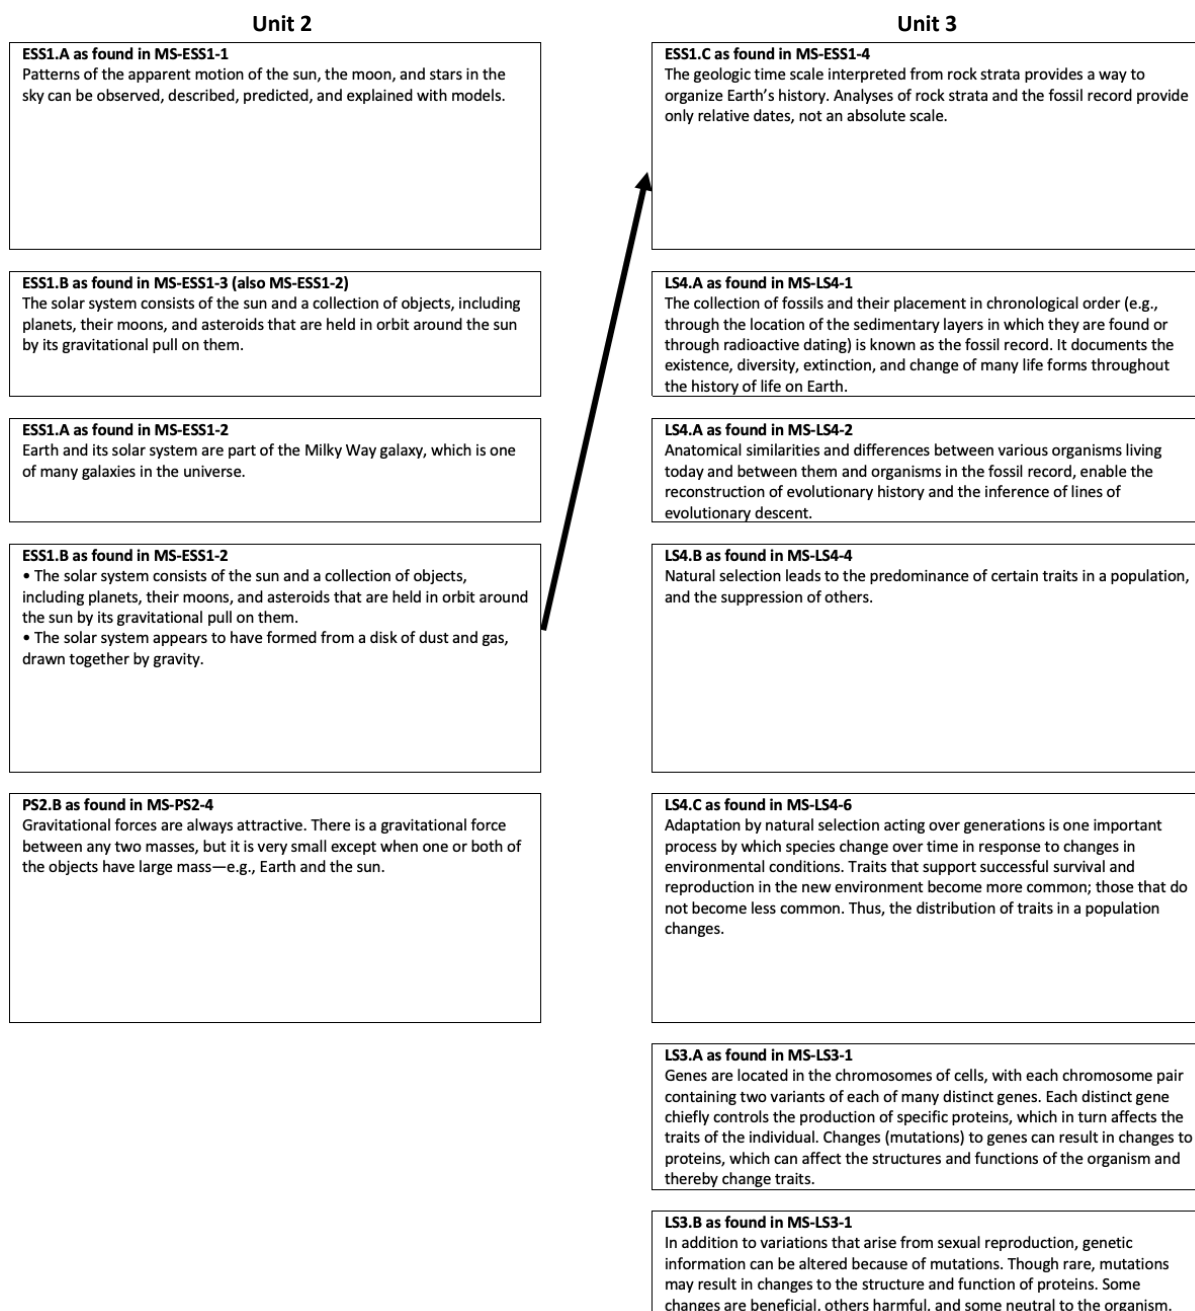 Unit 2
ESS1.A as found in MS-ESS1-1
Patterns of the apparent motion of the sun, the moon, and stars in the
sky can be observed, described, predicted, and explained with models.
ESS1.B as found in MS-ESS1-3 (also MS-ESS1-2)
The solar system consists of the sun and a collection of objects, including
planets, their moons, and asteroids that are held in orbit around the sun
by its gravitational pull on them.
ESS1.A as found in MS-ESS1-2
Earth and its solar system are part of the Milky Way galaxy, which is one
of many galaxies in the universe.
ESS1.B as found in MS-ESS1-2
• The solar system consists of the sun and a collection of objects,
including planets, their moons, and asteroids that are held in orbit around
the sun by its gravitational pull on them.
• The solar system appears to have formed from a disk of dust and gas,
drawn together by gravity.
PS2.B as found in MS-PS2-4
Gravitational forces are always attractive. There is a gravitational force
between any two masses, but it is very small except when one or both of
the objects have large mass—e.g., Earth and the sun.
Unit 3
ESS1.C as found in MS-ESS1-4
The geologic time scale interpreted from rock strata provides a way to
organize Earth's history. Analyses of rock strata and the fossil record provide
only relative dates, not an absolute scale.
LS4.A as found in MS-LS4-1
The collection of fossils and their placement in chronological order (e.g.,
through the location of the sedimentary layers in which they are found or
through radioactive dating) is known as the fossil record. It documents the
existence, diversity, extinction, and change of many life forms throughout
the history of life on Earth.
LS4.A as found in MS-LS4-2
Anatomical similarities and differences between various organisms living
today and between them and organisms in the fossil record, enable the
reconstruction of evolutionary history and the inference of lines of
evolutionary descent.
LS4.B as found in MS-LS4-4
Natural selection leads to the predominance of certain traits in a population,
and the suppression of others.
LS4.C as found in MS-LS4-6
Adaptation by natural selection acting over generations is one important
process by which species change over time in response to changes in
environmental conditions. Traits that support successful survival and
reproduction in the new environment become more common; those that do
not become less common. Thus, the distribution of traits in a population
changes.
LS3.A as found in MS-LS3-1
Genes are located in the chromosomes of cells, with each chromosome pair
containing two variants of each of many distinct genes. Each distinct gene
chiefly controls the production of specific proteins, which in turn affects the
traits of the individual. Changes (mutations) to genes can result in changes to
proteins, which can affect the structures and functions of the organism and
thereby change traits.
LS3.B as found in MS-LS3-1
In addition to variations that arise from sexual reproduction, genetic
information can be altered because of mutations. Though rare, mutations
may result in changes to the structure and function of proteins. Some
changes are beneficial, others harmful, and some neutral to the organism.